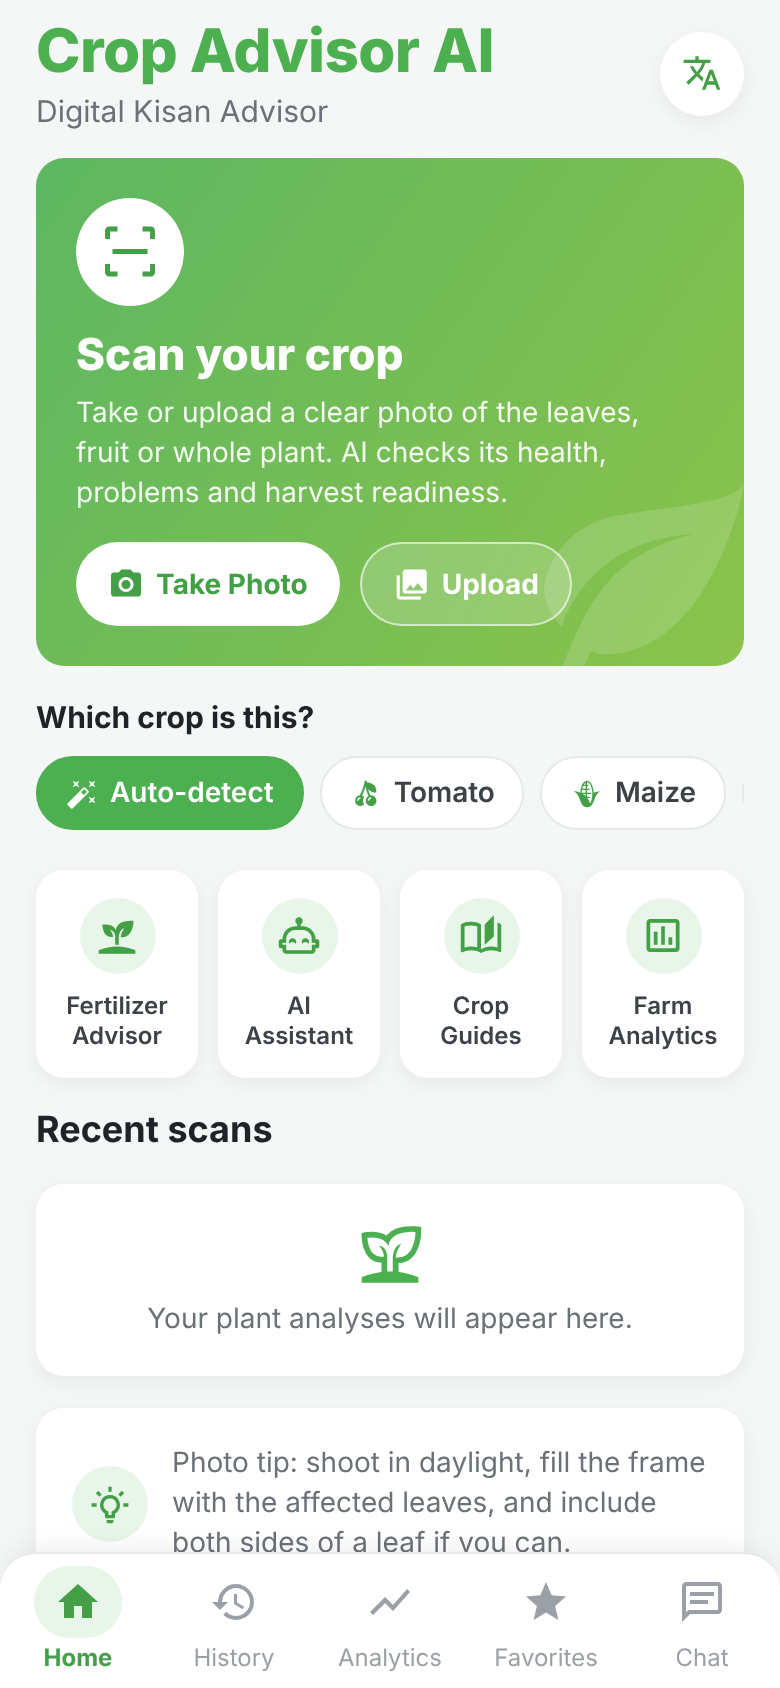 Crop Advisor AI
Digital Kisan Advisor
Scan your crop
Take or upload a clear photo of the leaves,
fruit or whole plant. AI checks its health,
problems and harvest readiness.
Take Photo
Upload
Which crop is this?
Auto-detect
Tomato
Maize
Fertilizer
Advisor
AI
Assistant
Crop
Guides
Farm
Analytics
Recent scans
Your plant analyses will appear here.
Photo tip: shoot in daylight, fill the frame
with the affected leaves, and include
both sides of a leaf if you can.
Home
History
Analytics
Favorites
Chat